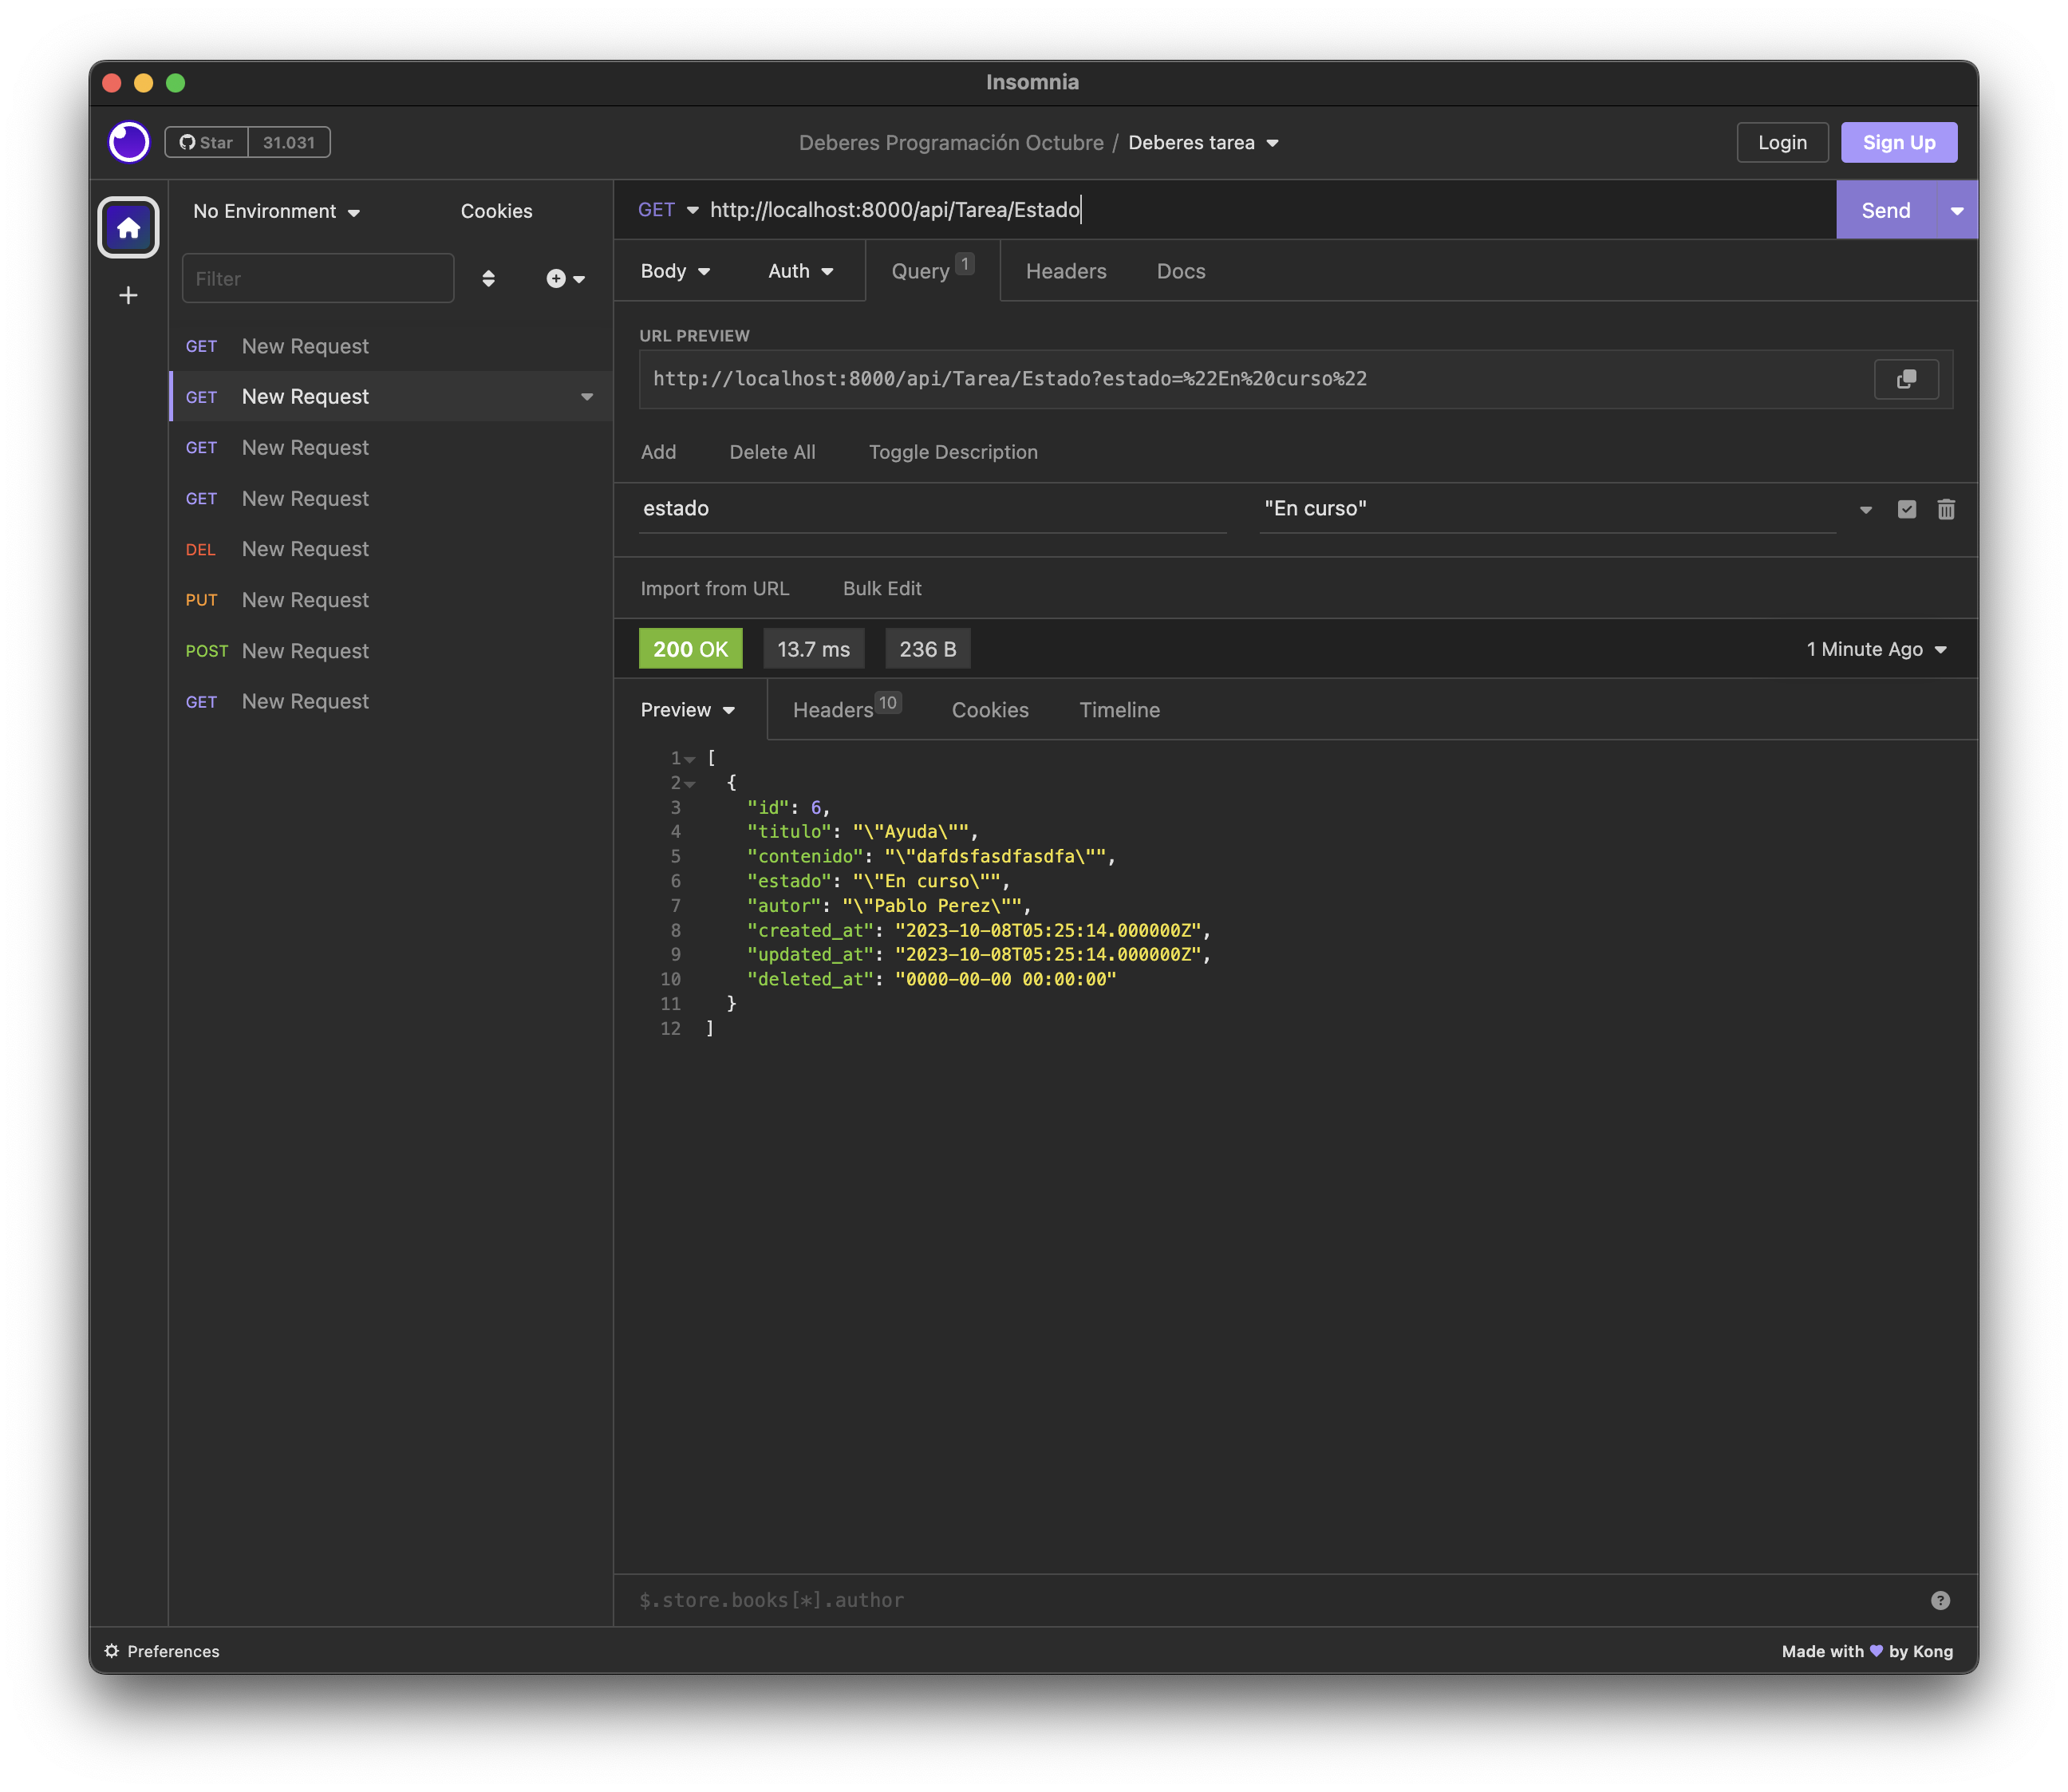 Insomnia
Star 31.031
Deberes Programación Octubre / Deberes tarea
Login
Sign Up
No Environment
Cookies
Filter
GET New Request
GET New Request
GET New Request
GET New Request
DEL New Request
PUT New Request
POST New Request
GET New Request
GET http://localhost:8000/api/Tarea/Estado
Send
Body Auth Query 1 Headers Docs
URL PREVIEW
http://localhost:8000/api/Tarea/Estado?estado=%22En%20curso%22
Add Delete All Toggle Description
estado "En curso"
Import from URL Bulk Edit
200 OK 13.7 ms 236 B 1 Minute Ago
Preview Headers 10 Cookies Timeline
1 [
2 {
3 "id": 6,
4 "titulo": "\"Ayuda\"",
5 "contenido": "\"dafdsfasdfasdfa\"",
6 "estado": "\"En curso\"",
7 "autor": "\"Pablo Perez\"",
8 "created_at": "2023-10-08T05:25:14.000000Z",
9 "updated_at": "2023-10-08T05:25:14.000000Z",
10 "deleted_at": "0000-00-00 00:00:00"
11 }
12 ]
$.store.books[*].author
?
Preferences
Made with 💜 by Kong